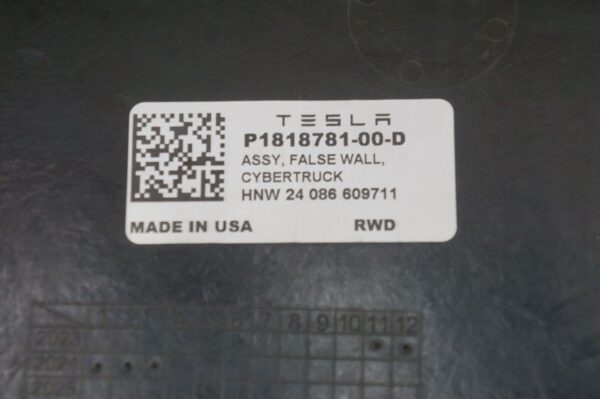 TESLA
P1818781-00-D
ASSY, FALSE WALL,
CYBERTRUCK
HNW 24 086 609711
MADE IN USA RWD
7 8 9 10 11 12
2023
2024
2025